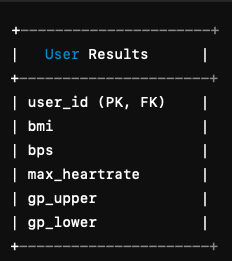 +-----------------------+
|   User Results      |
+-----------------------+
| user_id (PK, FK)    |
| bmi                 |
| bps                 |
| max_heartrate       |
| gp_upper            |
| gp_lower            |
+-----------------------+